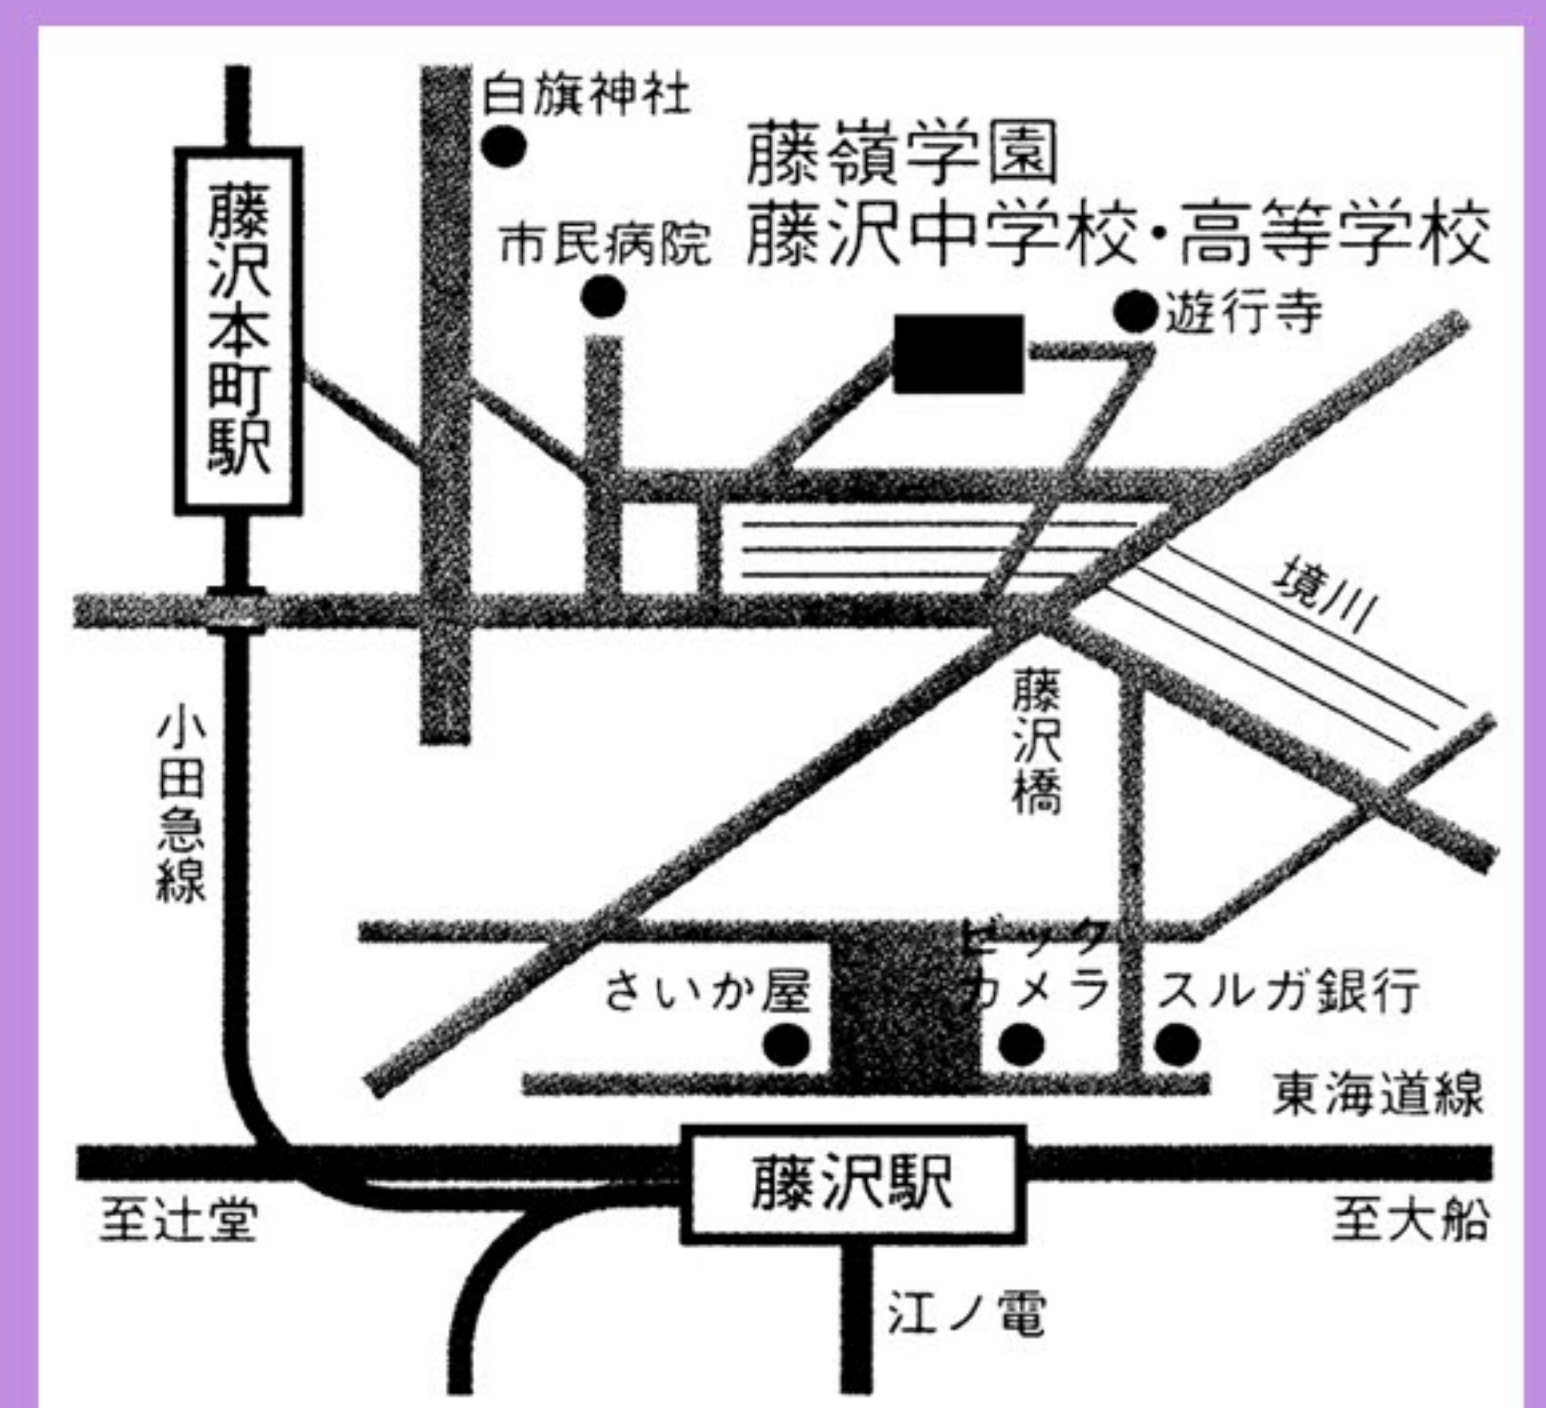 白旗神社
藤嶺学園
藤沢中学校・高等学校
市民病院
遊行寺
藤沢本町駅
境川
藤沢橋
小田急線
ビック
カメラ
さいか屋
スルガ銀行
東海道線
藤沢駅
至辻堂
至大船
江ノ電